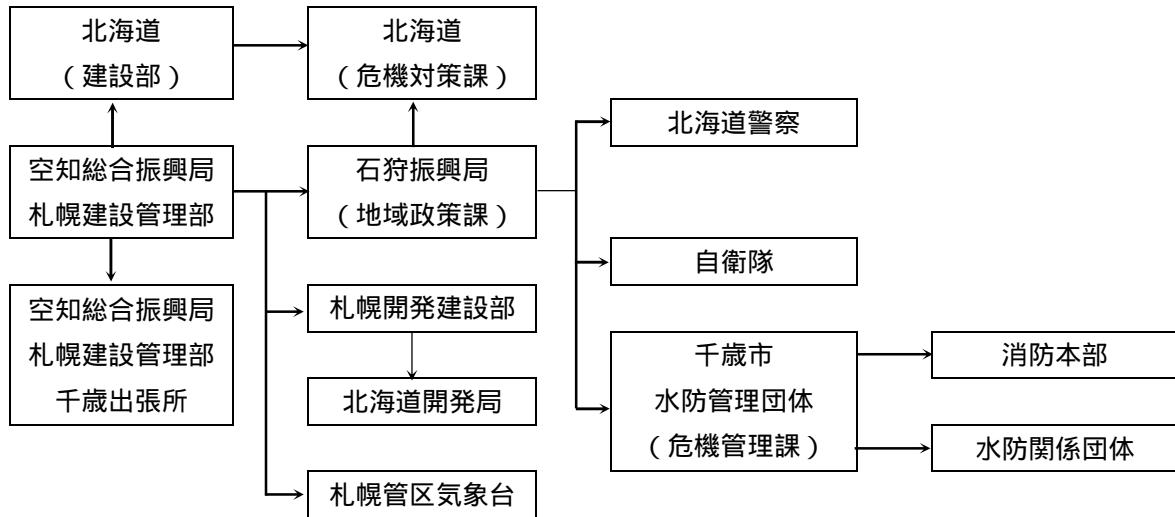 北海道
（建設部）
北海道
（危機対策課）
北海道警察
空知総合振興局
札幌建設管理部
石狩振興局
（地域政策課）
自衛隊
空知総合振興局
札幌建設管理部
千歳出張所
札幌開発建設部
北海道開発局
千歳市
水防管理団体
（危機管理課）
消防本部
水防関係団体
札幌管区気象台